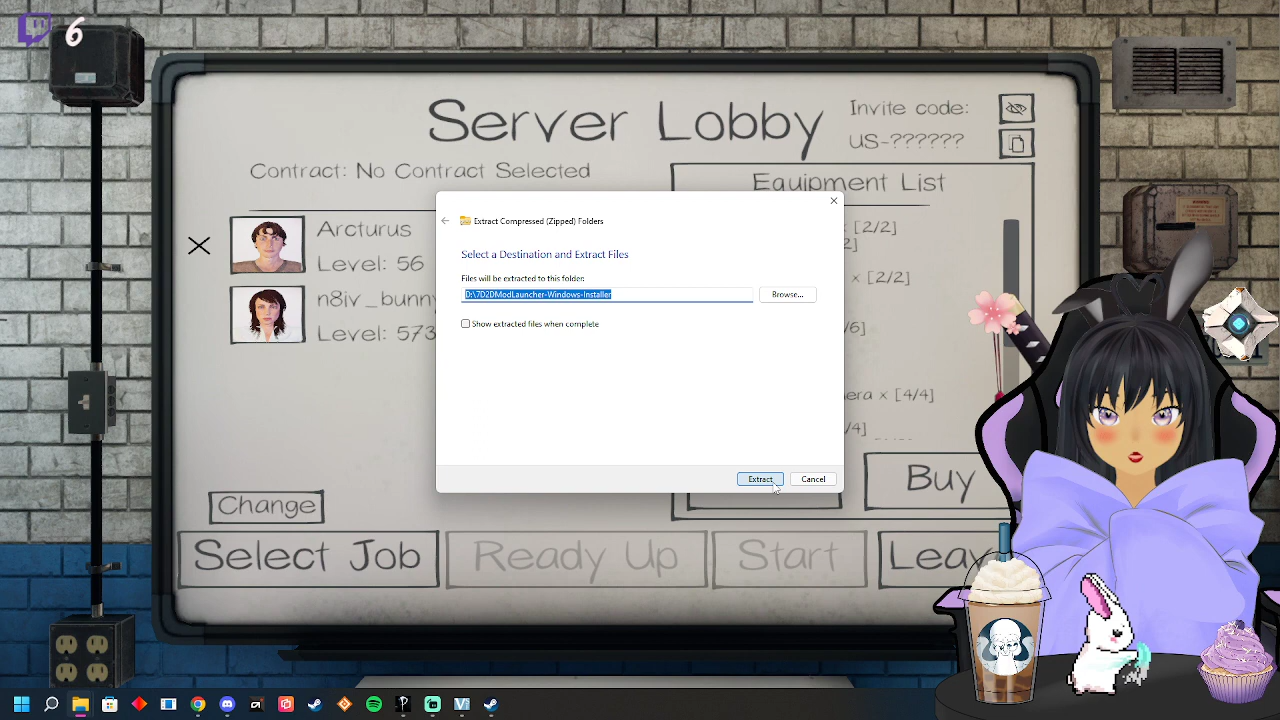 6
Server Lobby
Invite code:
US-??????
Contract: No Contract Selected
Equipment List
Arcturus
Level: 56
n8iv_bunny
Level: 573
[2/2]
2]
x [2/2]
/6]
era x [4/4]
/4]
Extract Compressed (Zipped) Folders
Select a Destination and Extract Files
Files will be extracted to this folder:
D:\7D2DModLauncher-Windows-Installer
Browse...
Show extracted files when complete
Extract
Cancel
Change
Buy
Select Job
Ready Up
Start
Leav